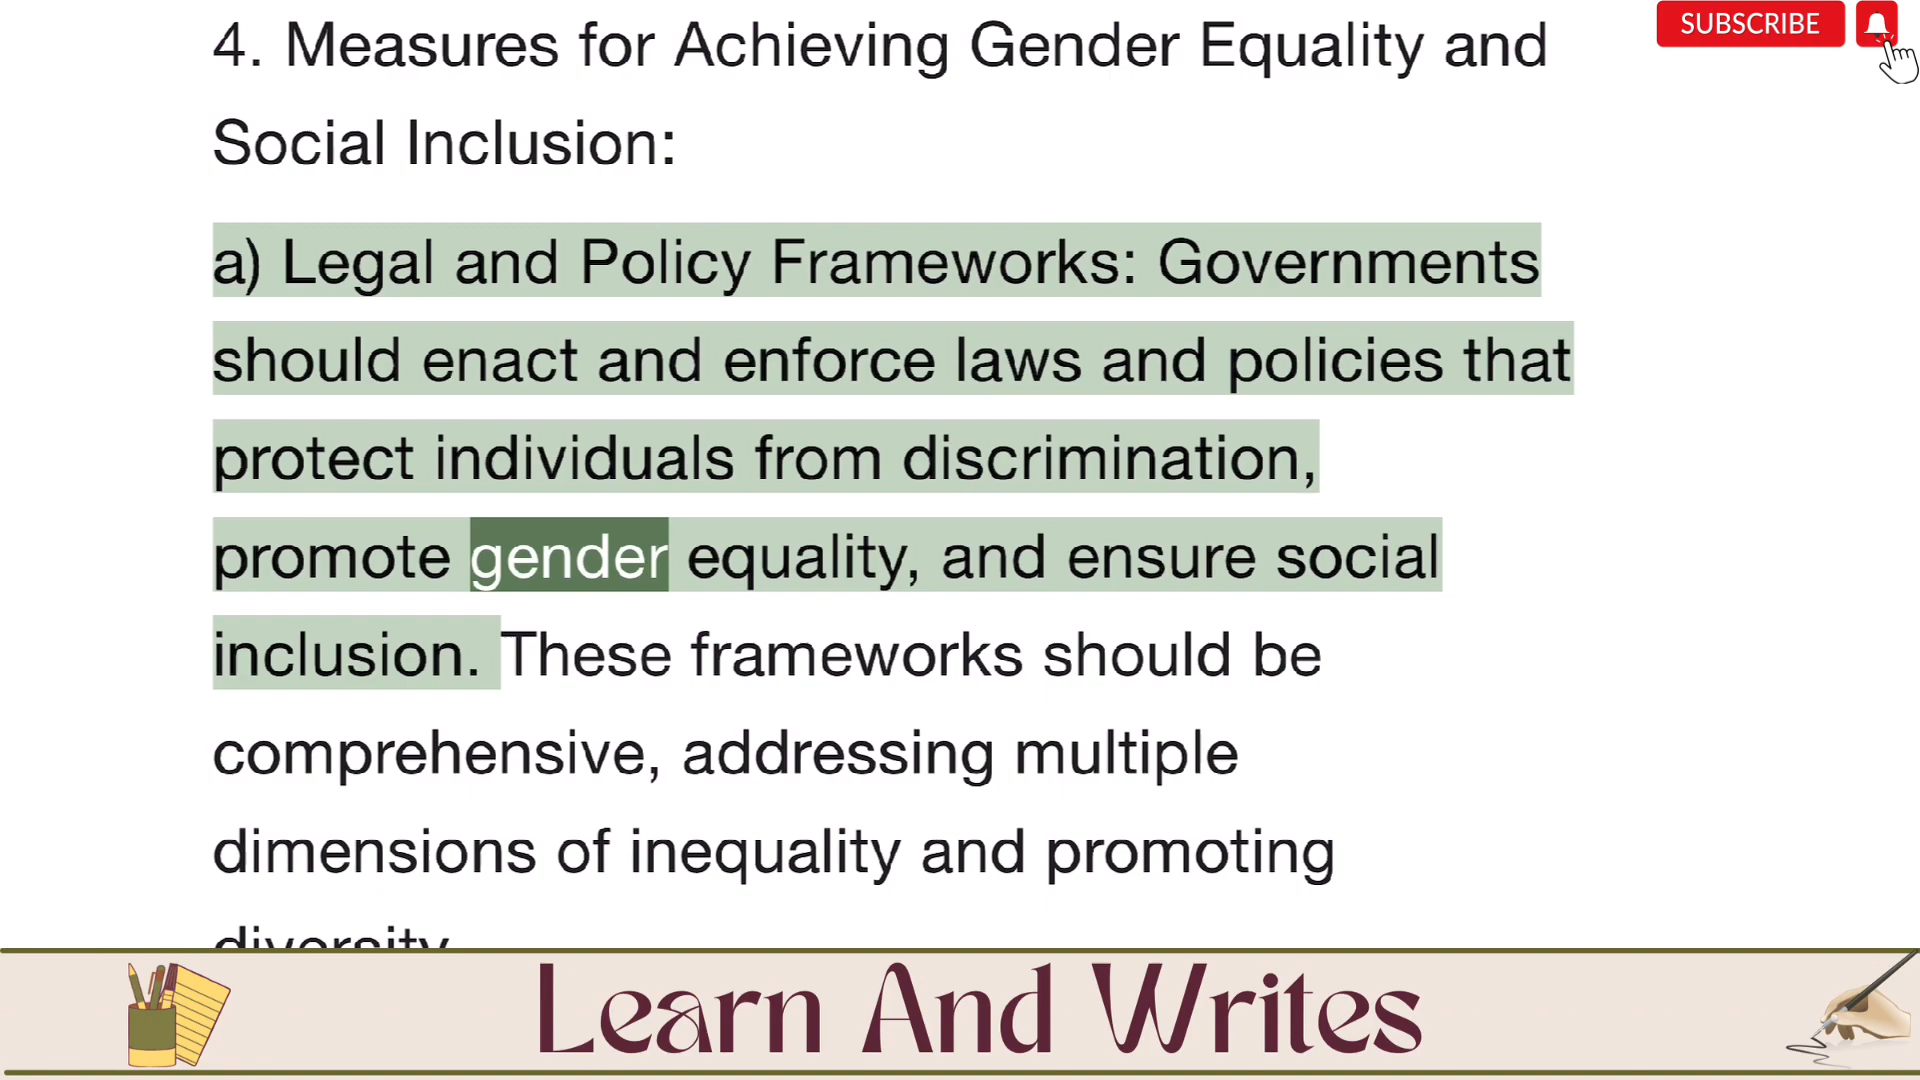 4. Measures for Achieving Gender Equality and
SUBSCRIBE
Social Inclusion:
a) Legal and Policy Frameworks: Governments
should enact and enforce laws and policies that
protect individuals from discrimination,
promote gender equality, and ensure social
inclusion. These frameworks should be
comprehensive, addressing multiple
dimensions of inequality and promoting
diversity.
Learn And Writes